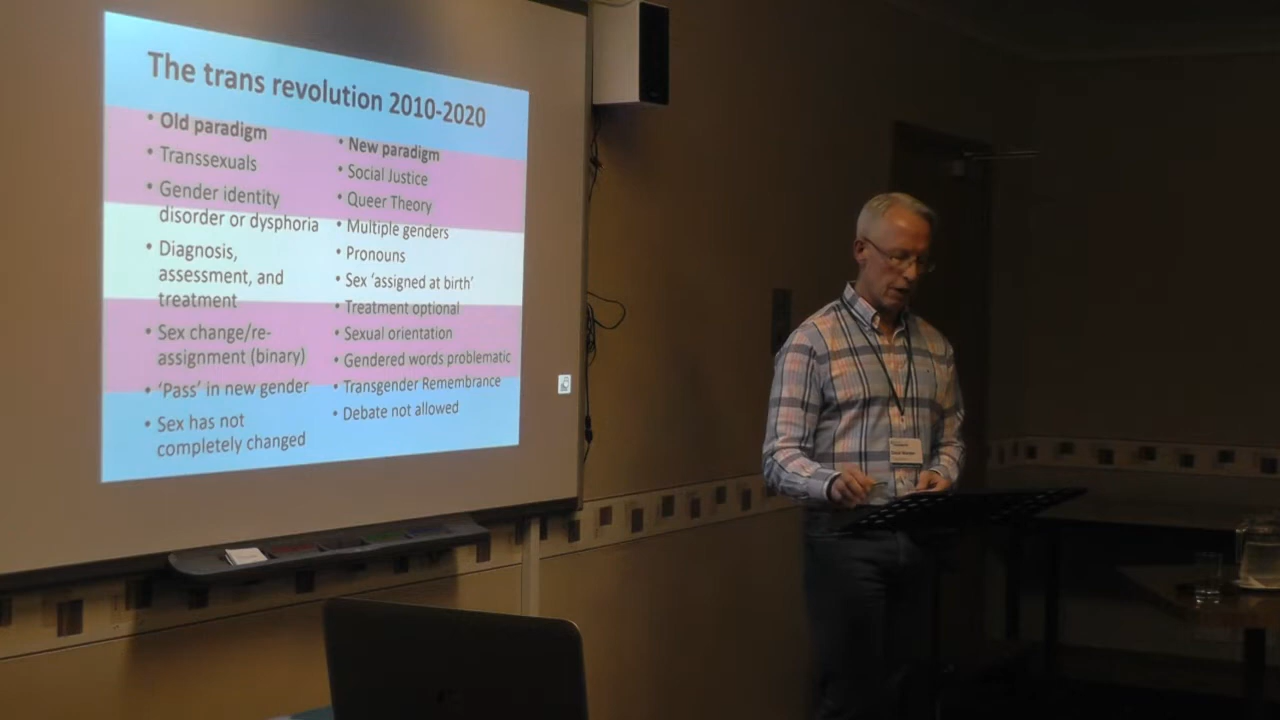 The trans revolution 2010-2020
• Old paradigm
• Transsexuals
• Gender identity
disorder or dysphoria
• Diagnosis,
assessment, and
treatment
• Sex change/re-
assignment (binary)
• 'Pass' in new gender
• Sex has not
completely changed
• New paradigm
• Social Justice
• Queer Theory
• Multiple genders
• Pronouns
• Sex 'assigned at birth'
• Treatment optional
• Sexual orientation
• Gendered words problematic
• Transgender Remembrance
• Debate not allowed